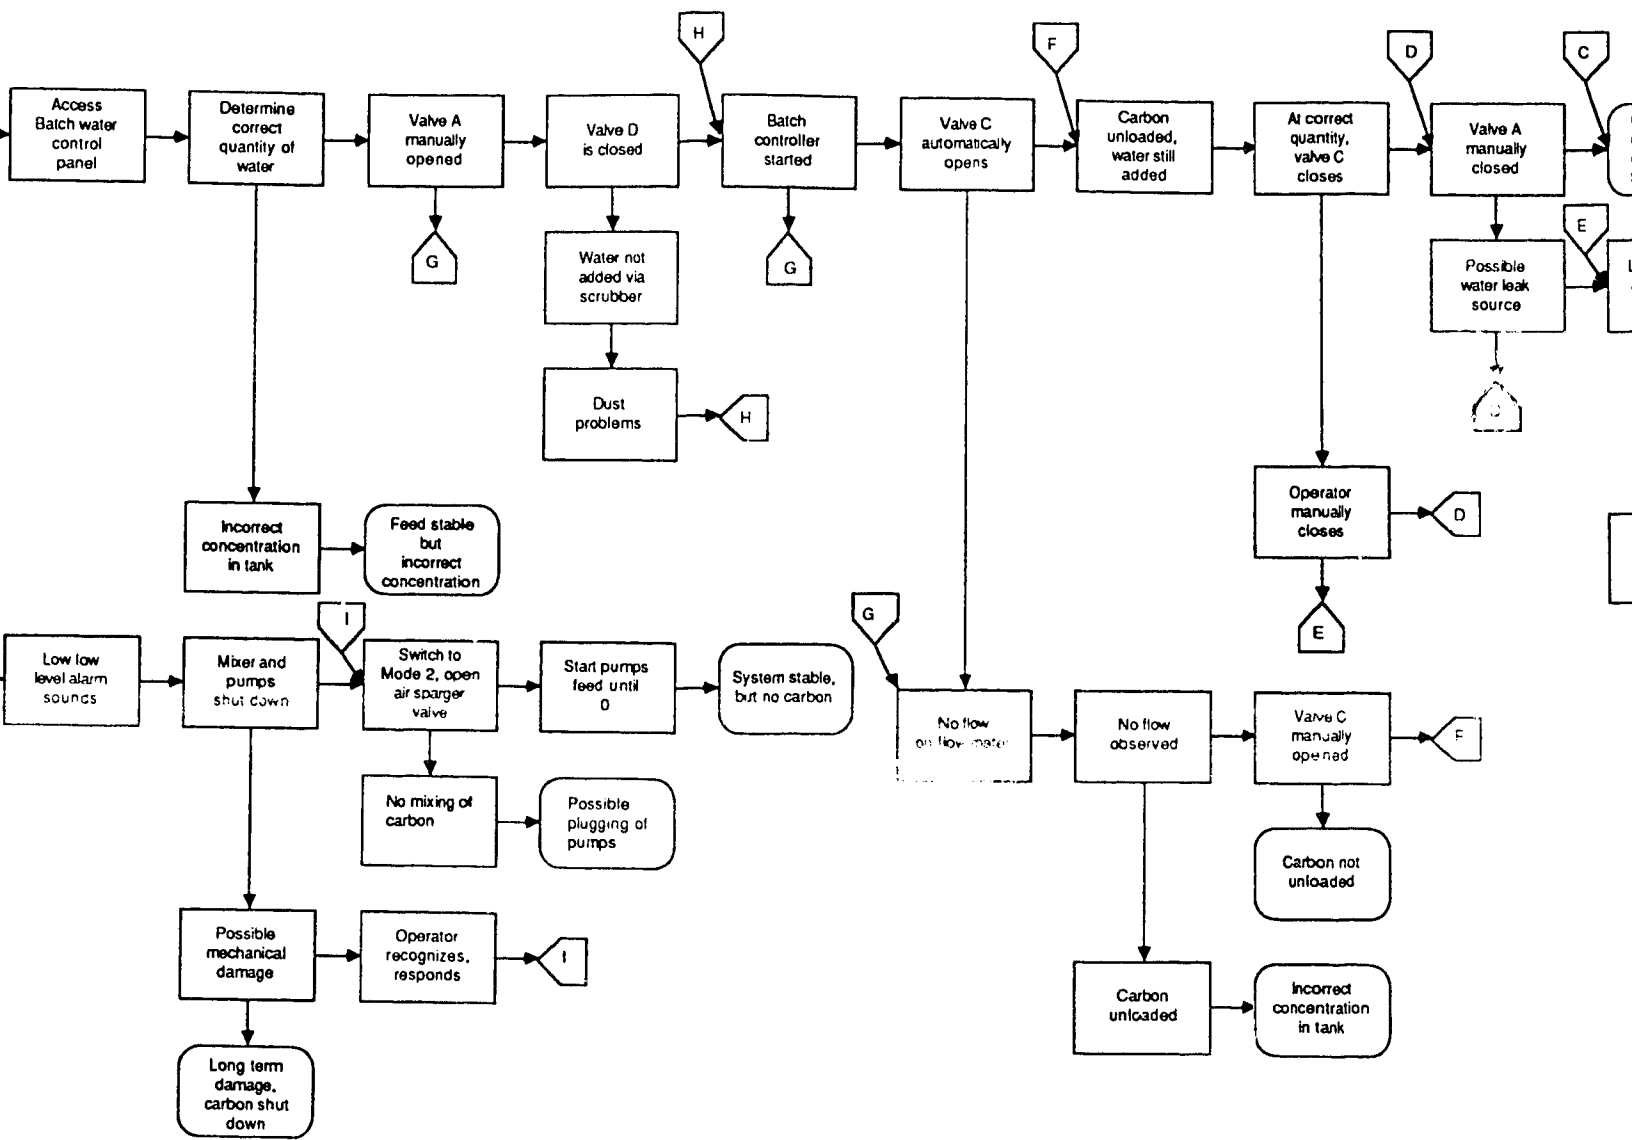 H
F
D
C
Access
Batch water
control
panel
Determine
correct
quantity of
water
Valve A
manually
opened
Valve D
is closed
Batch
controller
started
Valve C
automatically
opens
Carbon
unloaded,
water still
added
At correct
quantity,
valve C
closes
Valve A
manually
closed
G
Water not
added via
scrubber
G
E
Possible
water leak
source
Dust
problems
H
Incorrect
concentration
in tank
Feed stable
but
incorrect
concentration
Operator
manually
closes
D
E
I
G
Low low
level alarm
sounds
Mixer and
pumps
shut down
Switch to
Mode 2, open
air sparger
valve
Start pumps
feed until
0
System stable,
but no carbon
No flow
on flow meter
No flow
observed
Valve C
manually
opened
F
No mixing of
carbon
Possible
plugging of
pumps
Carbon not
unloaded
Possible
mechanical
damage
Operator
recognizes,
responds
I
Carbon
unloaded
Incorrect
concentration
in tank
Long term
damage,
carbon shut
down